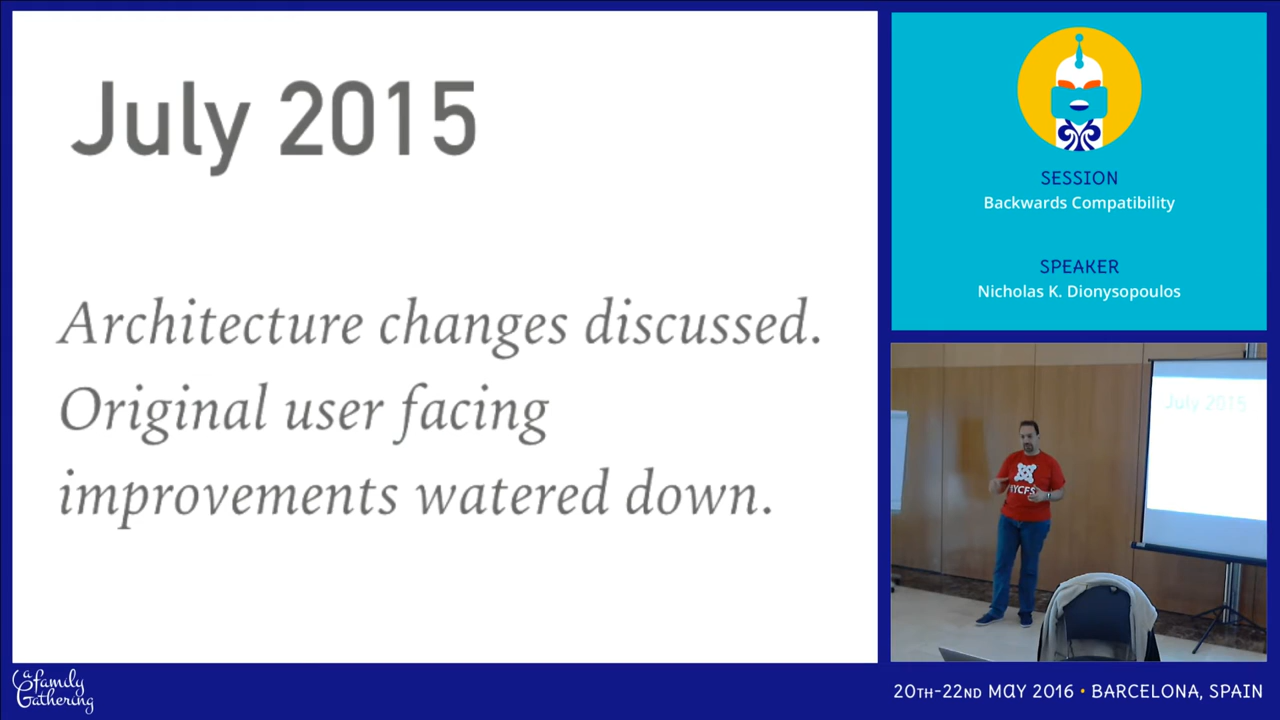 July 2015
Architecture changes discussed.
Original user facing
improvements watered down.
SESSION
Backwards Compatibility
SPEAKER
Nicholas K. Dionysopoulos
July 2015
a family
Gathering
20TH-22ND MAY 2016 • BARCELONA, SPAIN